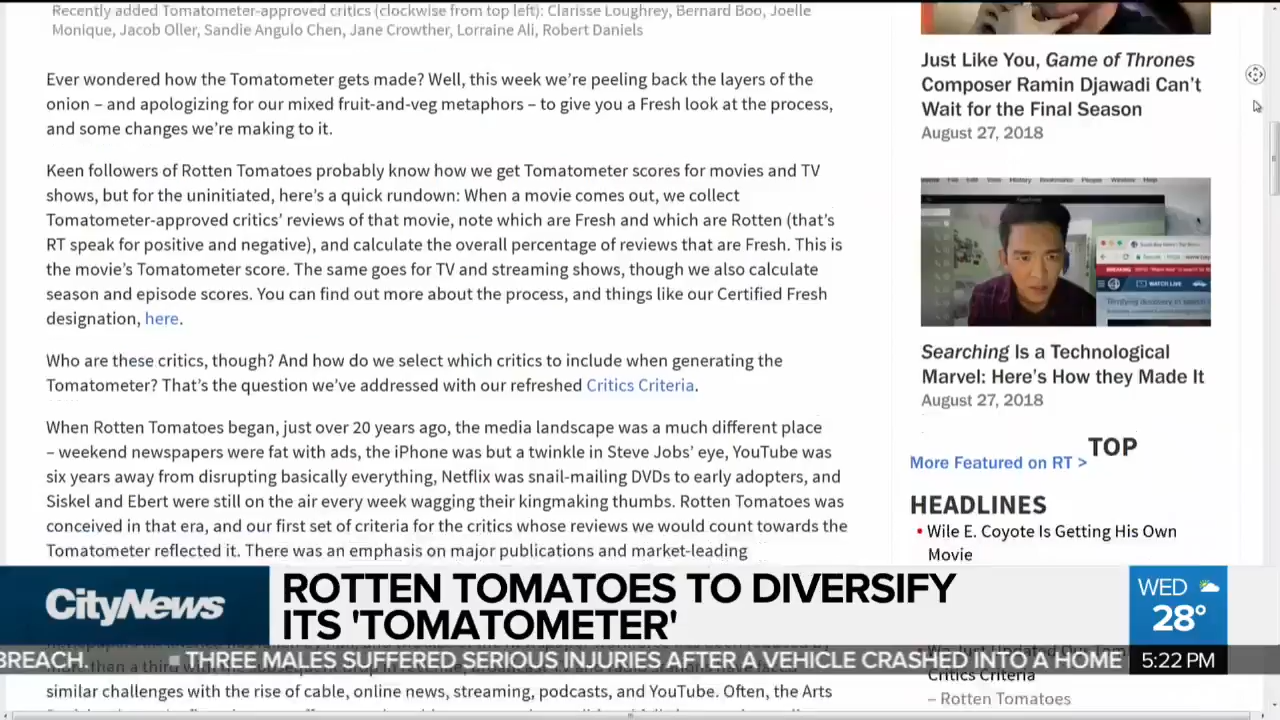 Recently added Tomatometer-approved critics (clockwise from top left): Clarisse Loughrey, Bernard Boo, Joelle
Monique, Jacob Oller, Sandie Angulo Chen, Jane Crowther, Lorraine Ali, Robert Daniels
Ever wondered how the Tomatometer gets made? Well, this week we're peeling back the layers of the
onion – and apologizing for our mixed fruit-and-veg metaphors – to give you a Fresh look at the process,
and some changes we're making to it.
Keen followers of Rotten Tomatoes probably know how we get Tomatometer scores for movies and TV
shows, but for the uninitiated, here's a quick rundown: When a movie comes out, we collect
Tomatometer-approved critics' reviews of that movie, note which are Fresh and which are Rotten (that's
RT speak for positive and negative), and calculate the overall percentage of reviews that are Fresh. This is
the movie's Tomatometer score. The same goes for TV and streaming shows, though we also calculate
season and episode scores. You can find out more about the process, and things like our Certified Fresh
designation, here.
Who are these critics, though? And how do we select which critics to include when generating the
Tomatometer? That's the question we've addressed with our refreshed Critics Criteria.
When Rotten Tomatoes began, just over 20 years ago, the media landscape was a much different place
– weekend newspapers were fat with ads, the iPhone was but a twinkle in Steve Jobs' eye, YouTube was
six years away from disrupting basically everything, Netflix was snail-mailing DVDs to early adopters, and
Siskel and Ebert were still on the air every week wagging their kingmaking thumbs. Rotten Tomatoes was
conceived in that era, and our first set of criteria for the critics whose reviews we would count towards the
Tomatometer reflected it. There was an emphasis on major publications and market-leading
similar challenges with the rise of cable, online news, streaming, podcasts, and YouTube. Often, the Arts
Just Like You, Game of Thrones
Composer Ramin Djawadi Can't
Wait for the Final Season
August 27, 2018
WATCH LIVE
Searching Is a Technological
Marvel: Here's How they Made It
August 27, 2018
More Featured on RT >
TOP
HEADLINES
• Wile E. Coyote Is Getting His Own
Movie
Critics Criteria
– Rotten Tomatoes
CityNews
ROTTEN TOMATOES TO DIVERSIFY
ITS 'TOMATOMETER'
WED
28°
BREACH. ▪ THREE MALES SUFFERED SERIOUS INJURIES AFTER A VEHICLE CRASHED INTO A HOME
5:22 PM